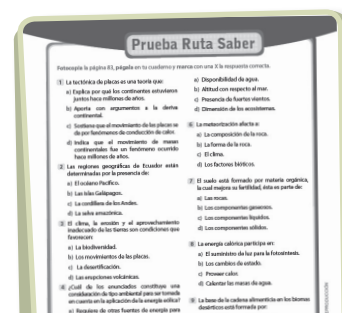 Prueba Ruta Saber
Fotocopie la página 83, pégala en tu cuaderno y marca con una X la respuesta correcta.
1 La tectónica de placas es una teoría que:
a) Explica por qué los continentes estuvieron
juntos hace millones de años.
b) Aporta con argumentos a la deriva
continental.
c) Sostiene que el movimiento de las placas se
da por fenómenos de conducción de calor.
d) Indica que el movimiento de masas
continentales fue un fenómeno ocurrido
hace millones de años.
2 Las regiones geográficas de Ecuador están
determinadas por la presencia de:
a) El océano Pacífico.
b) Las islas Galápagos.
c) La cordillera de los Andes.
d) La selva amazónica.
3 El clima, la erosión y el aprovechamiento
inadecuado de las tierras son condiciones que
favorecen:
a) La biodiversidad.
b) Los movimientos de las placas.
c) La desertificación.
d) Las erupciones volcánicas.
4 ¿Cuál de los enunciados constituye una
consideración de tipo ambiental para ser tomada
en cuenta en la aplicación de la energía eólica?
a) Requiere de otras fuentes de energía para
a) Disponibilidad de agua.
b) Altitud con respecto al mar.
c) Presencia de fuertes vientos.
d) Dimensión de los ecosistemas.
6 La meteorización afecta a:
a) La composición de la roca.
b) La forma de la roca.
c) El clima.
d) Los factores bióticos.
7 El suelo está formado por materia orgánica,
la cual mejora su fertilidad, ésta es parte de:
a) Las rocas.
b) Los componentes gaseosos.
c) Los componentes líquidos.
d) Los componentes sólidos.
8 La energía calórica participa en:
a) El suministro de luz para la fotosíntesis.
b) Los cambios de estado.
c) Proveer calor.
d) Calentar las masas de agua.
9 La base de la cadena alimenticia en los biomas
desérticos está formada por: